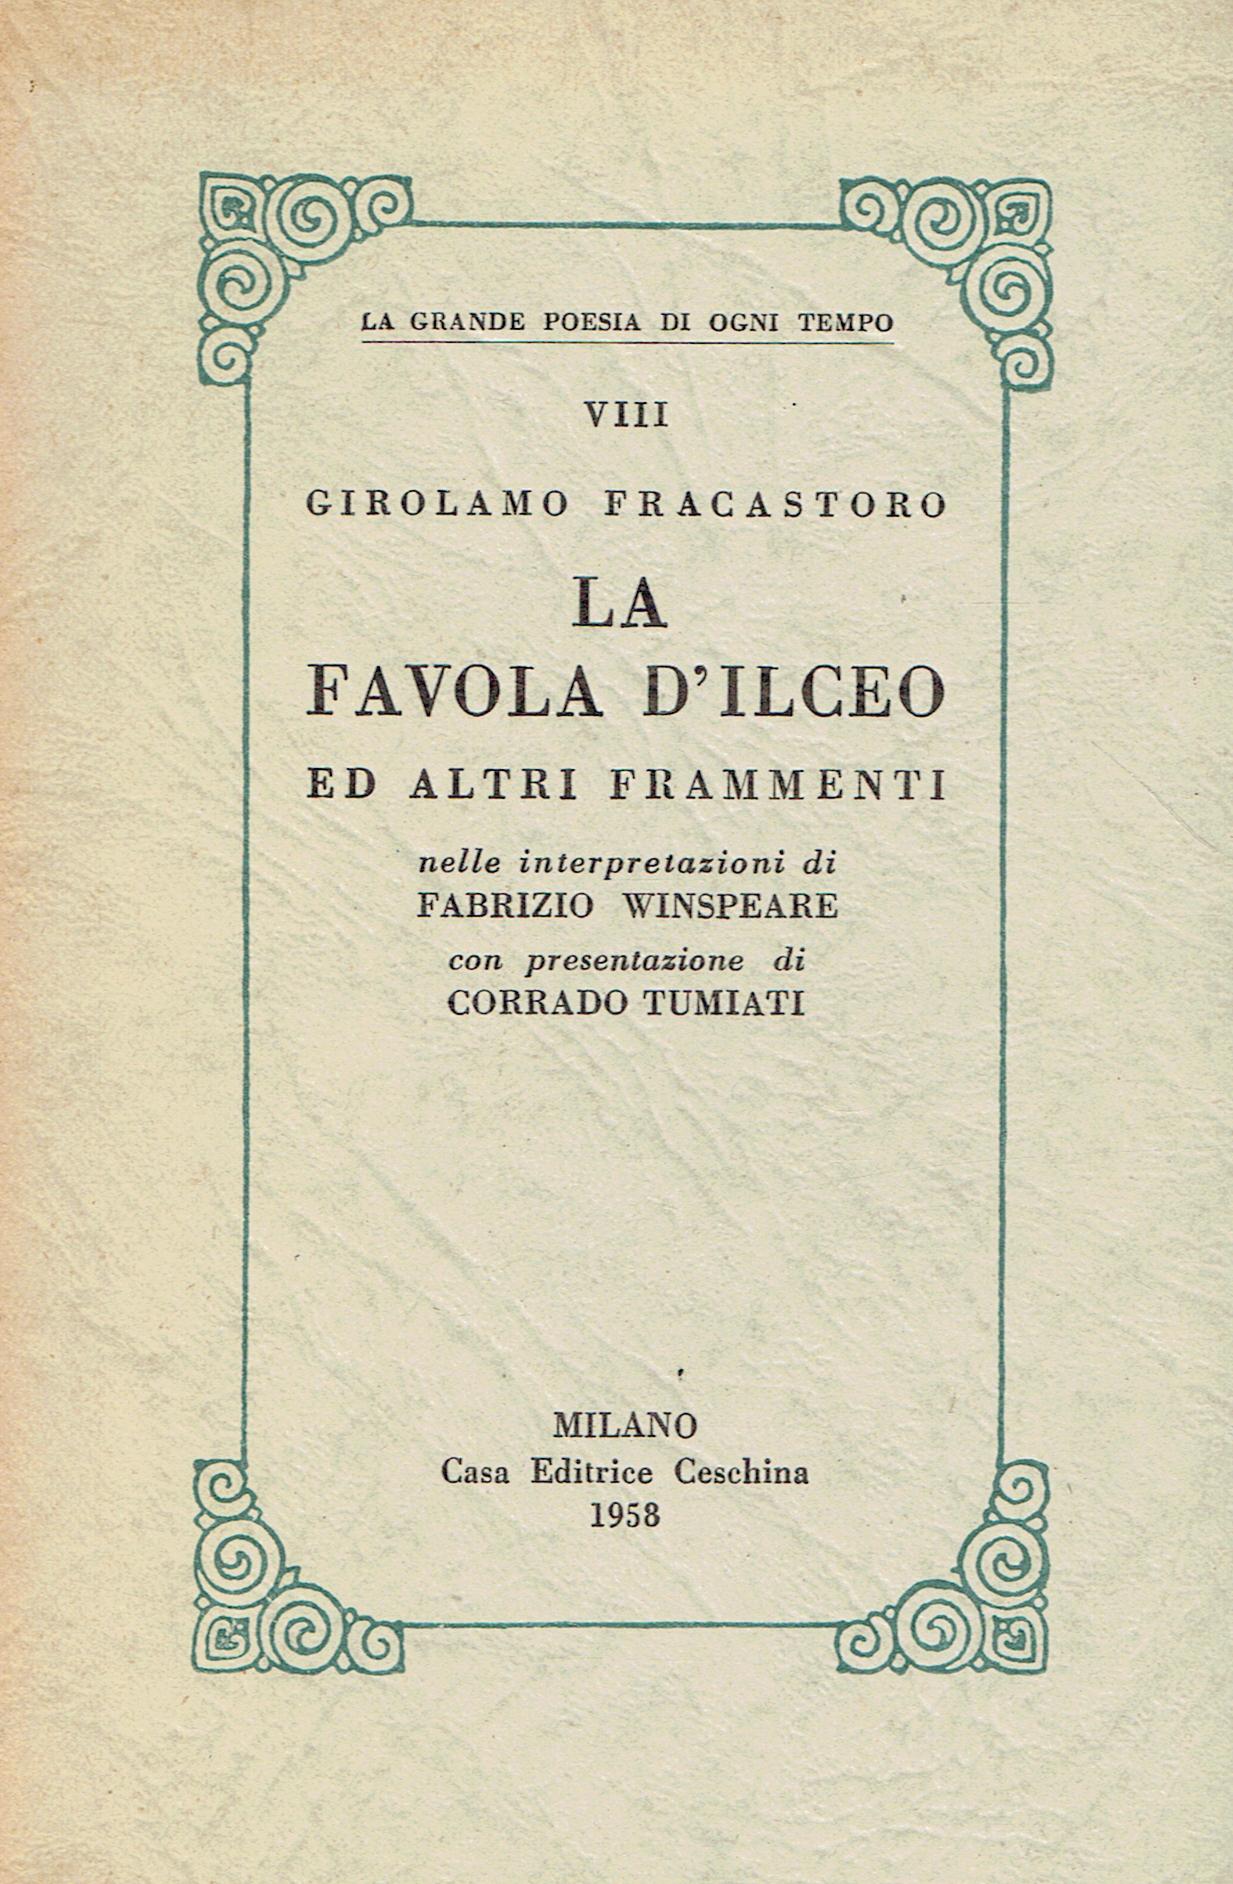 LA GRANDE POESIA DI OGNI TEMPO
VIII
GIROLAMO FRACASTORO
LA
FAVOLA D'ILCEO
ED ALTRI FRAMMENTI
nelle interpretazioni di
FABRIZIO WINSPEARE
con presentazione di
CORRADO TUMIATI
MILANO
Casa Editrice Ceschina
1958